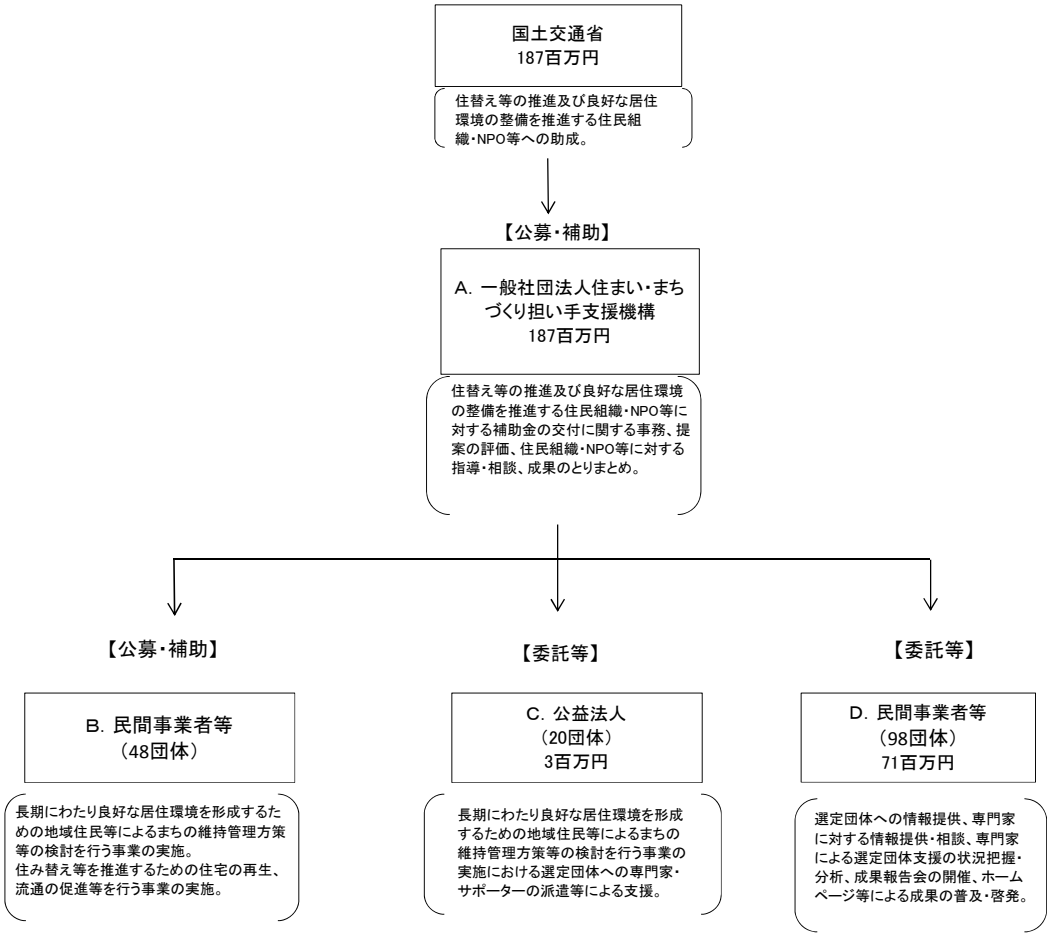 国土交通省
187百万円
住替え等の推進及び良好な居住
環境の整備を推進する住民組
織・NPO等への助成。
【公募・補助】
A．一般社団法人住まい・まち
づくり担い手支援機構
187百万円
住替え等の推進及び良好な居住環境
の整備を推進する住民組織・NPO等に
対する補助金の交付に関する事務、提
案の評価、住民組織・NPO等に対する
指導・相談、成果のとりまとめ。
【公募・補助】
B．民間事業者等
（48団体）
長期にわたり良好な居住環境を形成するた
めの地域住民等によるまちの維持管理方策
等の検討を行う事業の実施。
住み替え等を推進するための住宅の再生、
流通の促進等を行う事業の実施。
【委託等】
C．公益法人
（20団体）
3百万円
長期にわたり良好な居住環境を形成
するための地域住民等によるまちの
維持管理方策等の検討を行う事業の
実施における選定団体への専門家・
サポーターの派遣等による支援。
【委託等】
D．民間事業者等
（98団体）
71百万円
選定団体への情報提供、専門家
に対する情報提供・相談、専門家
による選定団体支援の状況把握・
分析、成果報告会の開催、ホーム
ページ等による成果の普及・啓発。